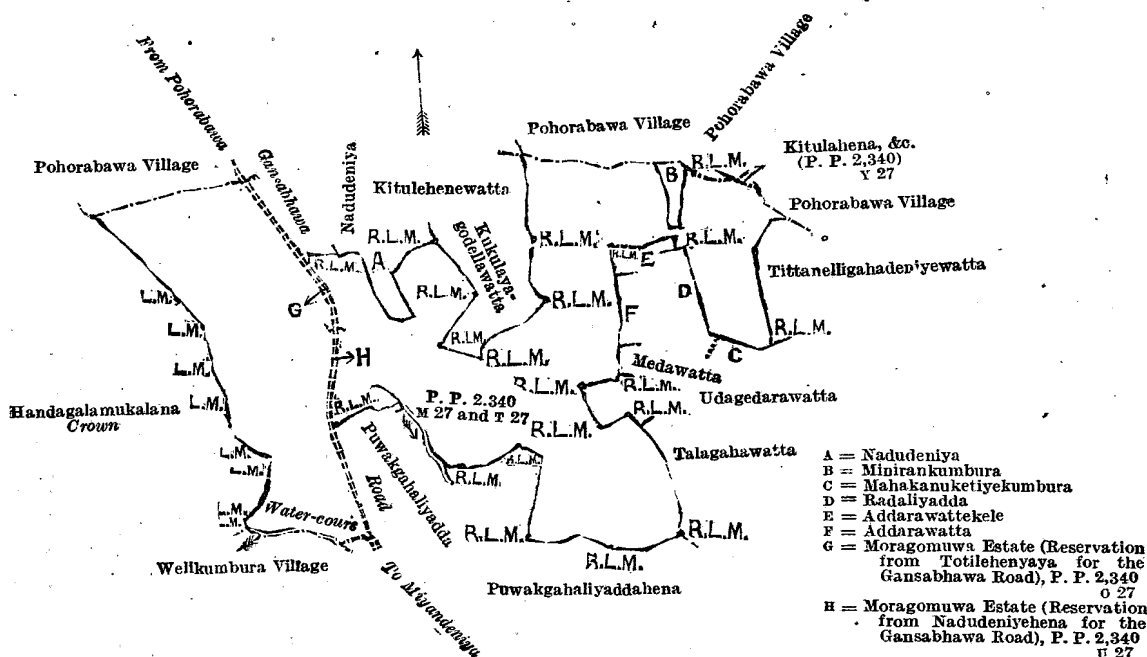 Pohorabawa Village
From Pohorabawa
Pohorabawa Village
Kitulahena, &c.
(P. P. 2,340)
Y 27
Pohorabawa Village
Gansabhawa
Nadudeniya
Kitulehenewatta
R.L.M.
B
Pohorabawa Village
R.L.M.
Kukulaya-
godellawatta
R.L.M.
R.L.M.
R.L.M.
A
R.L.M.
E
Tittanelligahadeniyewatta
L.M.
G
R.L.M.
R.L.M.
D
F
L.M.
R.L.M.
R.L.M.
R.L.M.
H
C
L.M.
Medawatta
R.L.M.
R.L.M.
Udagedarawatta
L.M.
R.L.M.
P. P. 2,340
M 27 and T 27
R.L.M.
Handagalamukalana
Crown
R.L.M.
Talagahawatta
L.M.
L.M.
Puwakgahaliyadda
R.L.M.
R.L.M.
L.M.
L.M.
Water-course
Road
R.L.M.
R.L.M.
R.L.M.
Welikumbura Village
Puwakgahaliyaddahena
To Miyandeniya
A = Nadudeniya
B = Minirankumbura
C = Mahakanuketiyekumbura
D = Radaliyadda
E = Addarawattekele
F = Addarawatta
G = Moragomuwa Estate (Reservation
from Totilehenyaya for the
Gansabhawa Road), P. P. 2,340
O 27
H = Moragomuwa Estate (Reservation
from Nadudeniyehena for the
Gansabhawa Road), P. P. 2,340
U 27